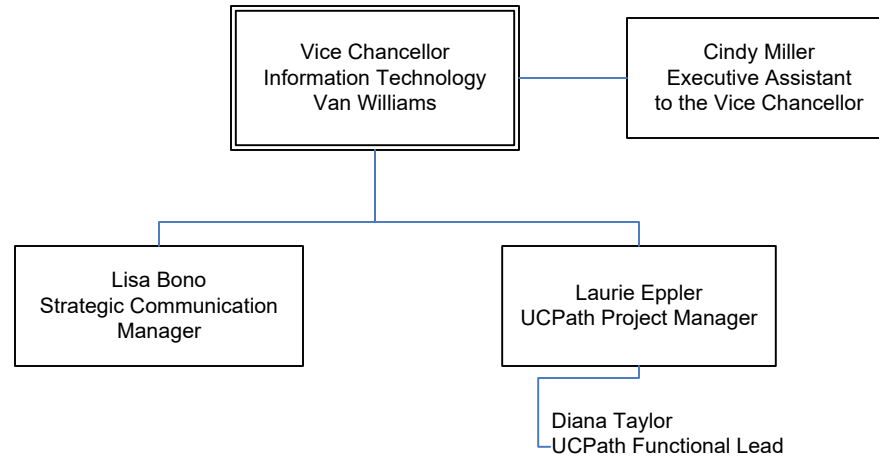 Vice Chancellor
Information Technology
Van Williams
Cindy Miller
Executive Assistant
to the Vice Chancellor
Lisa Bono
Strategic Communication
Manager
Laurie Eppler
UCPath Project Manager
Diana Taylor
UCPath Functional Lead